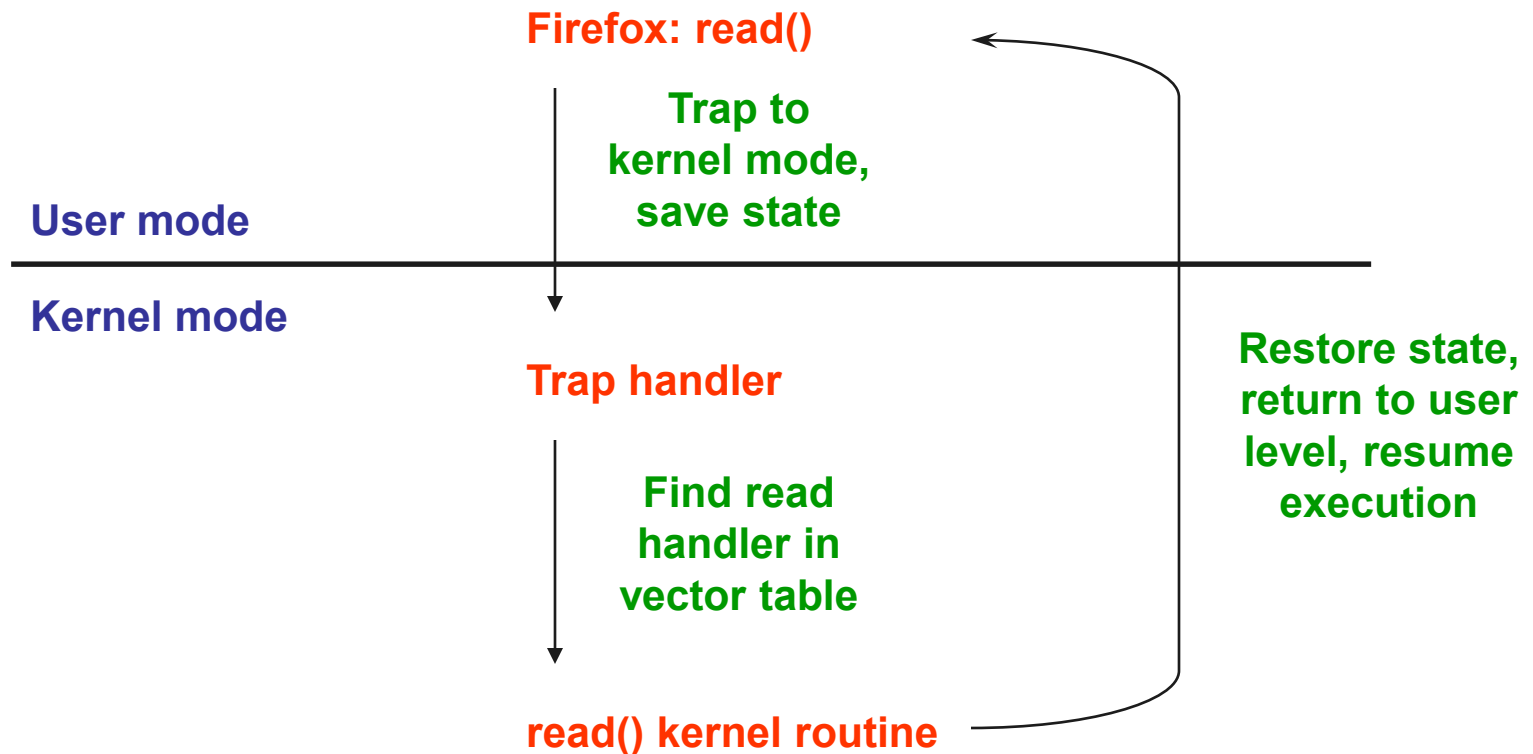 Firefox: read()
Trap to
kernel mode,
save state
User mode
Kernel mode
Trap handler
Restore state,
return to user
level, resume
execution
Find read
handler in
vector table
read() kernel routine